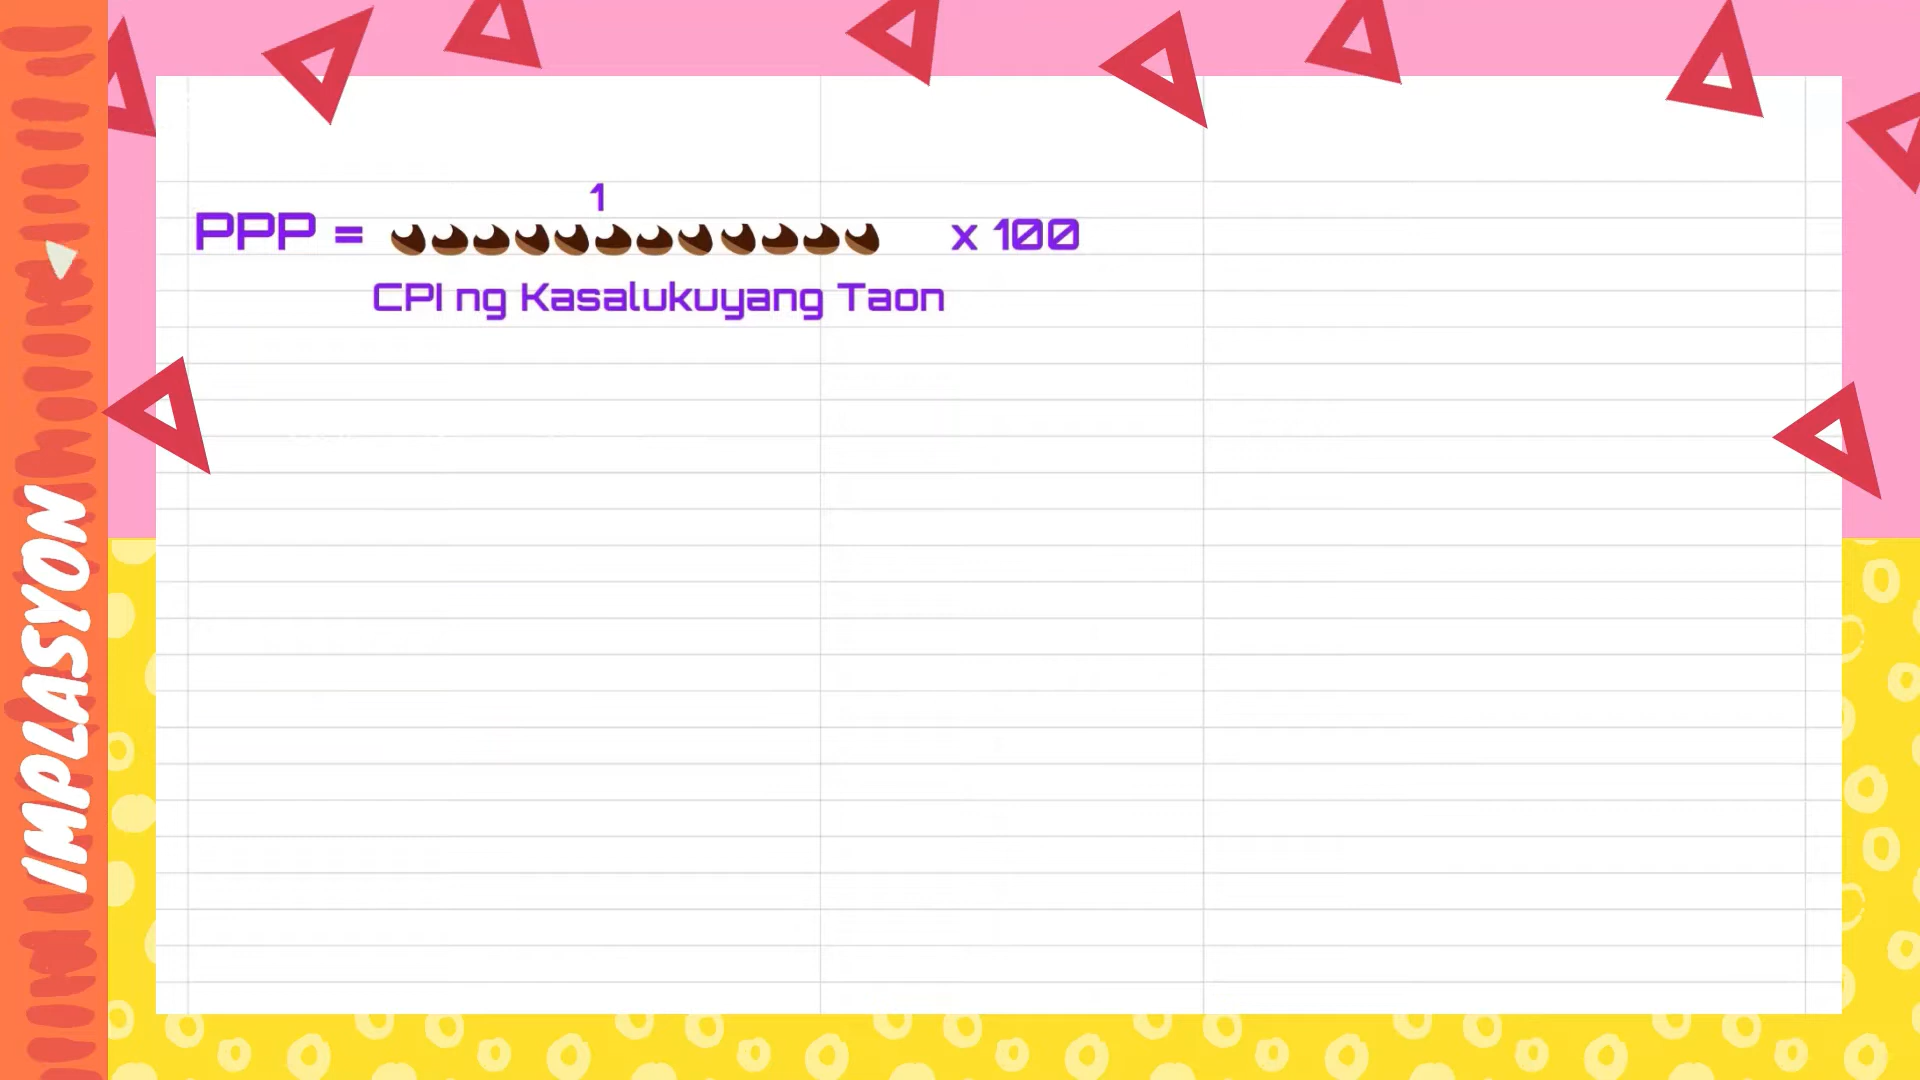 1
PPP = x 100
CPI ng Kasalukuyang Taon
IMPLASYON